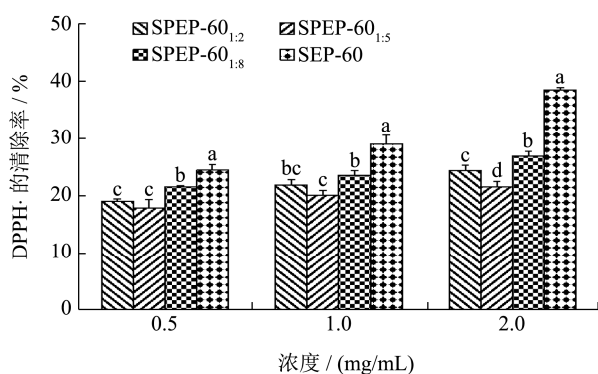 50
SPEP-60₁:₂ SPEP-60₁:₅
SPEP-60₁:₈ SEP-60
40
30
20
10
0
DPPH· 的清除率 / %
c c b a
bc c b a
c d b a
0.5 1.0 2.0
浓度 / (mg/mL)